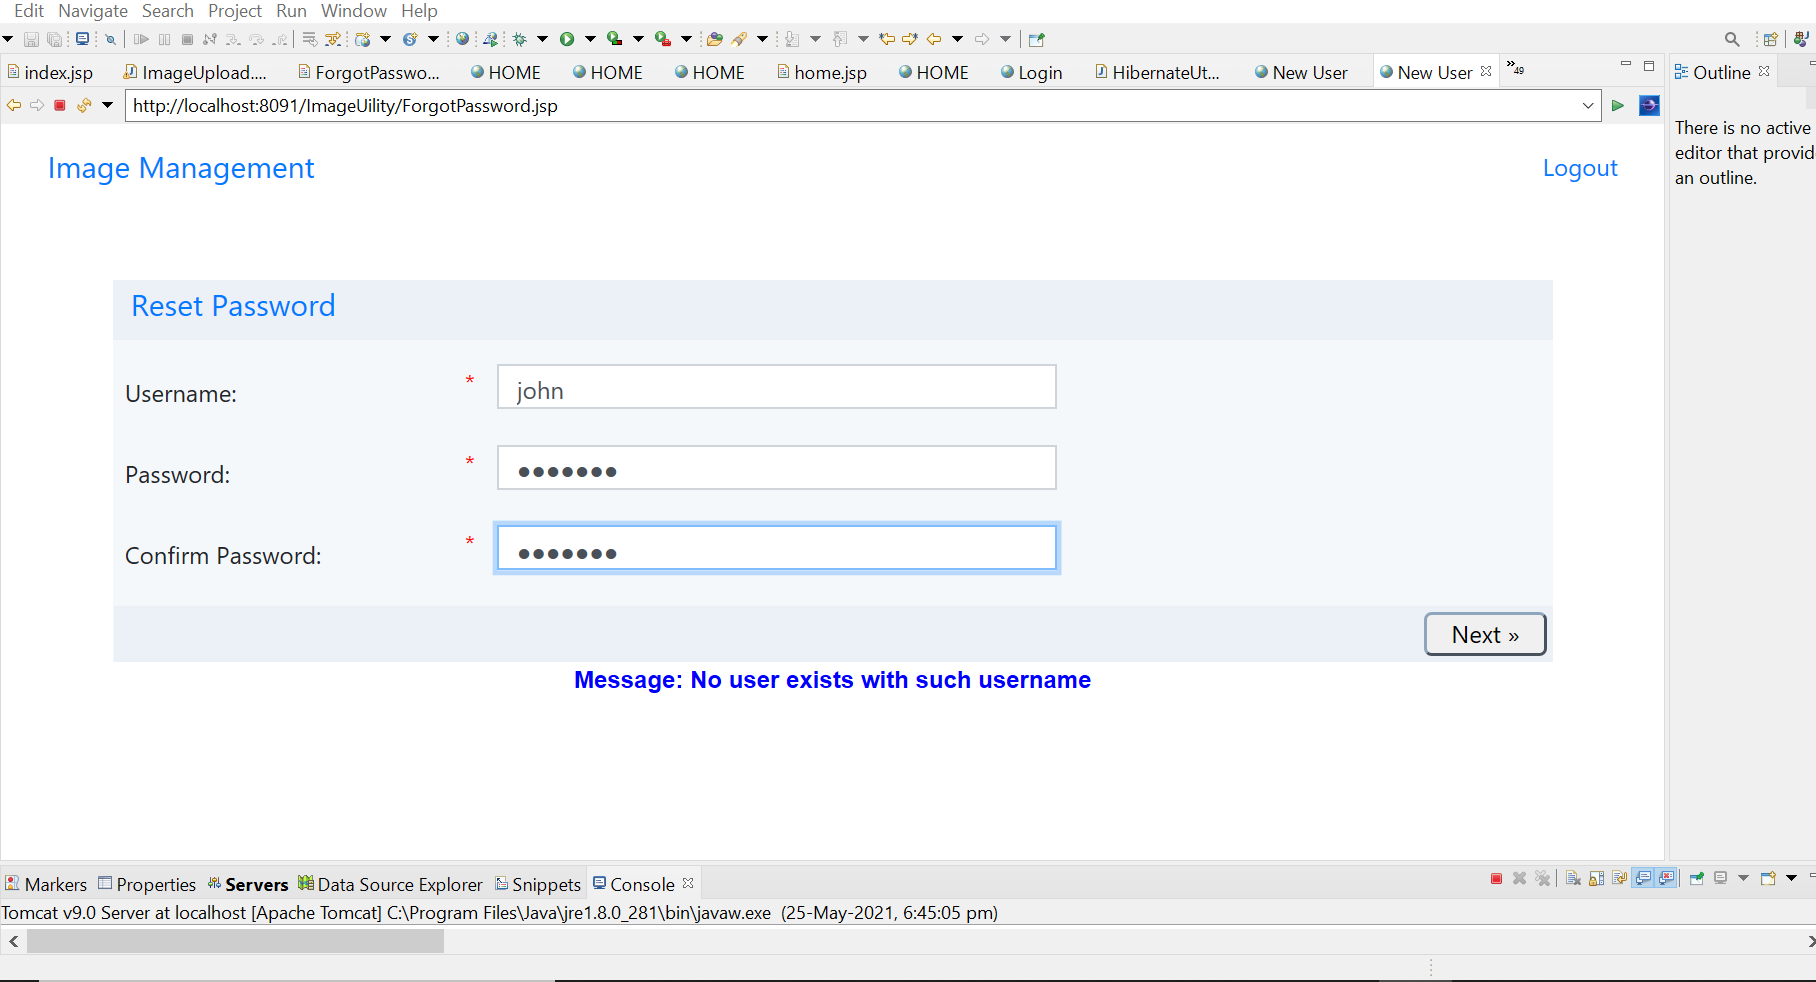 Edit Navigate Search Project Run Window Help
index.jsp ImageUpload.... ForgotPasswo... HOME HOME HOME home.jsp HOME Login HibernateUt... New User New User »49
Outline
http://localhost:8091/ImageUility/ForgotPassword.jsp
There is no active
editor that provid
an outline.
Image Management
Logout
Reset Password
Username: * john
Password: * ●●●●●●●
Confirm Password: * ●●●●●●●
Next »
Message: No user exists with such username
Markers Properties Servers Data Source Explorer Snippets Console
Tomcat v9.0 Server at localhost [Apache Tomcat] C:\Program Files\Java\jre1.8.0_281\bin\javaw.exe (25-May-2021, 6:45:05 pm)